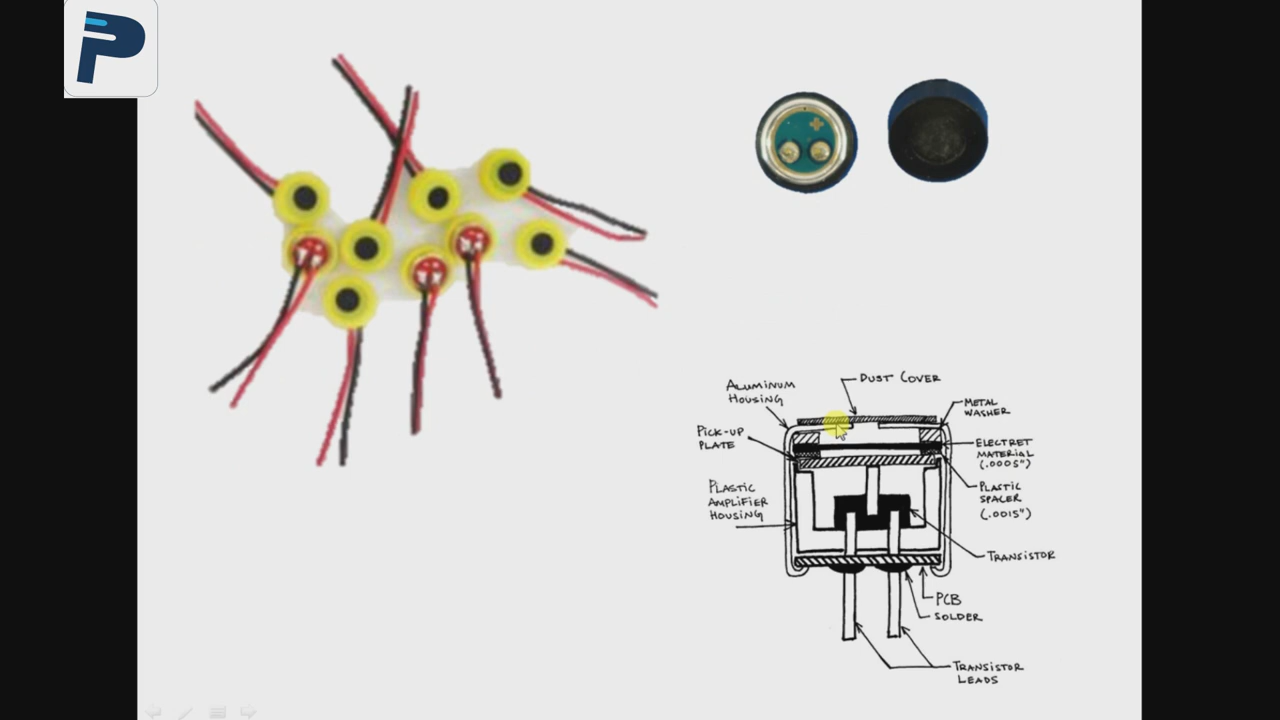 P
DUST COVER
ALUMINUM
HOUSING
METAL
WASHER
PICK-UP
PLATE
ELECTRET
MATERIAL
(.0005")
PLASTIC
AMPLIFIER
HOUSING
PLASTIC
SPACER
(.0015")
TRANSISTOR
PCB
SOLDER
TRANSISTOR
LEADS